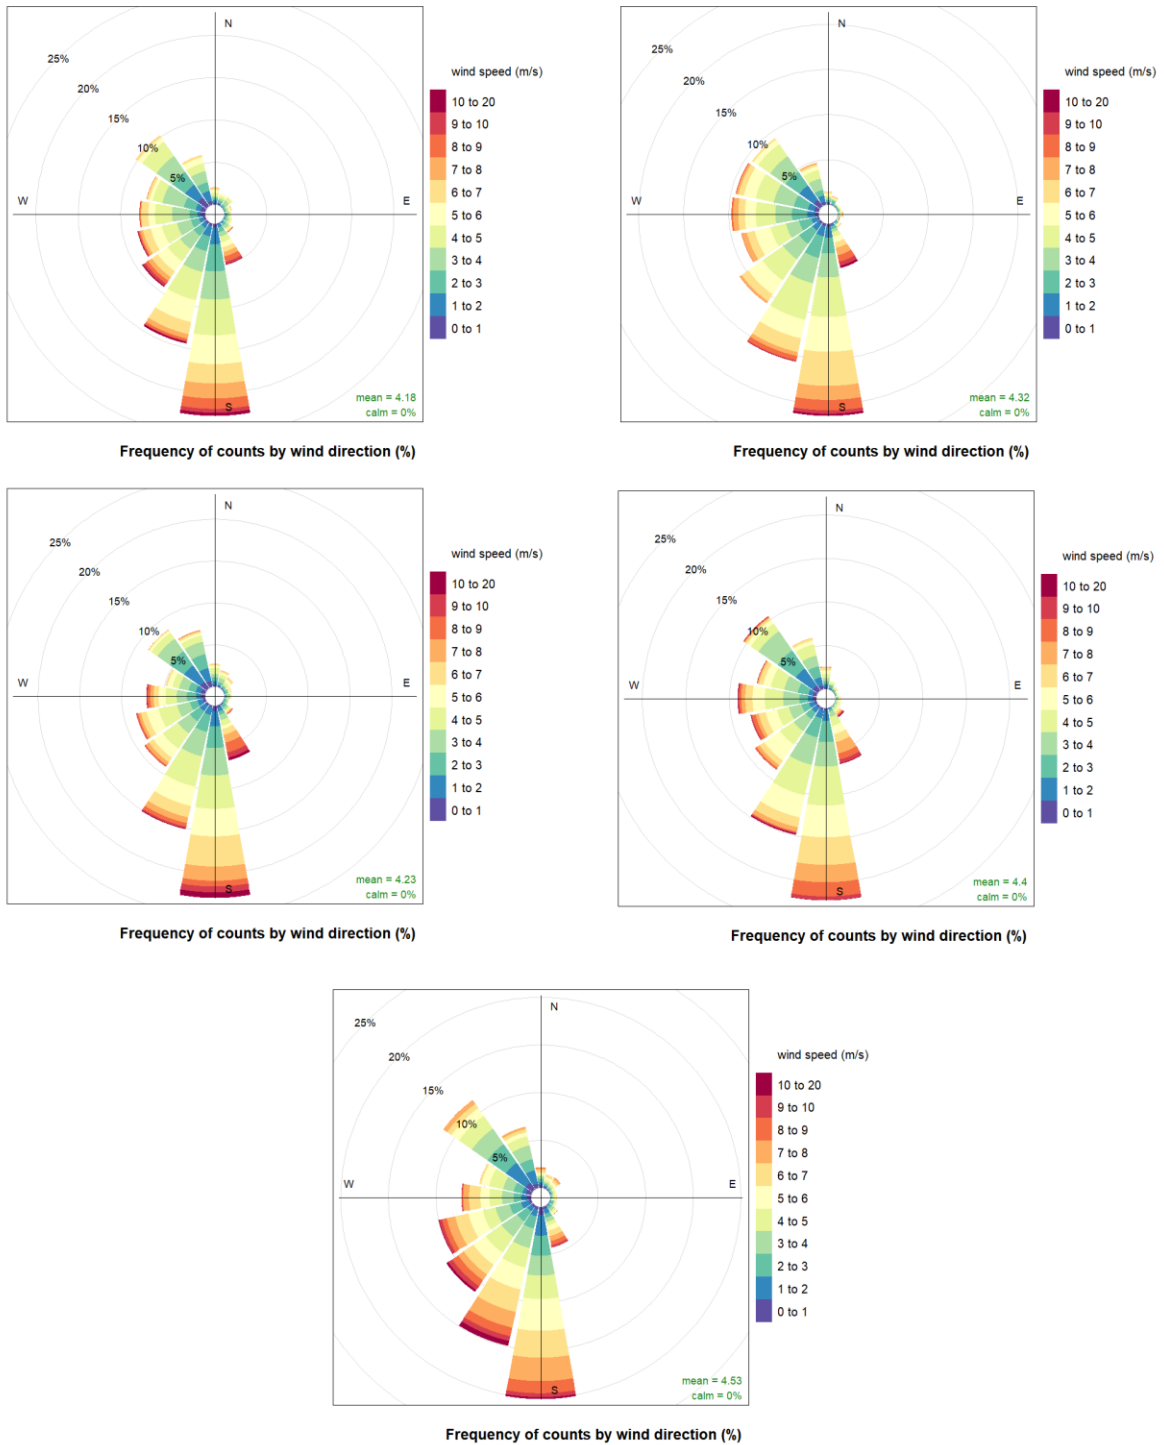 N
25%
20%
15%
10%
5%
W
E
S
mean = 4.18
calm = 0%
wind speed (m/s)
10 to 20
9 to 10
8 to 9
7 to 8
6 to 7
5 to 6
4 to 5
3 to 4
2 to 3
1 to 2
0 to 1
Frequency of counts by wind direction (%)
N
25%
20%
15%
10%
5%
W
E
S
mean = 4.32
calm = 0%
wind speed (m/s)
10 to 20
9 to 10
8 to 9
7 to 8
6 to 7
5 to 6
4 to 5
3 to 4
2 to 3
1 to 2
0 to 1
Frequency of counts by wind direction (%)
N
25%
20%
15%
10%
5%
W
E
S
mean = 4.23
calm = 0%
wind speed (m/s)
10 to 20
9 to 10
8 to 9
7 to 8
6 to 7
5 to 6
4 to 5
3 to 4
2 to 3
1 to 2
0 to 1
Frequency of counts by wind direction (%)
N
25%
20%
15%
10%
5%
W
E
S
mean = 4.4
calm = 0%
wind speed (m/s)
10 to 20
9 to 10
8 to 9
7 to 8
6 to 7
5 to 6
4 to 5
3 to 4
2 to 3
1 to 2
0 to 1
Frequency of counts by wind direction (%)
N
25%
20%
15%
10%
5%
W
E
S
mean = 4.53
calm = 0%
wind speed (m/s)
10 to 20
9 to 10
8 to 9
7 to 8
6 to 7
5 to 6
4 to 5
3 to 4
2 to 3
1 to 2
0 to 1
Frequency of counts by wind direction (%)